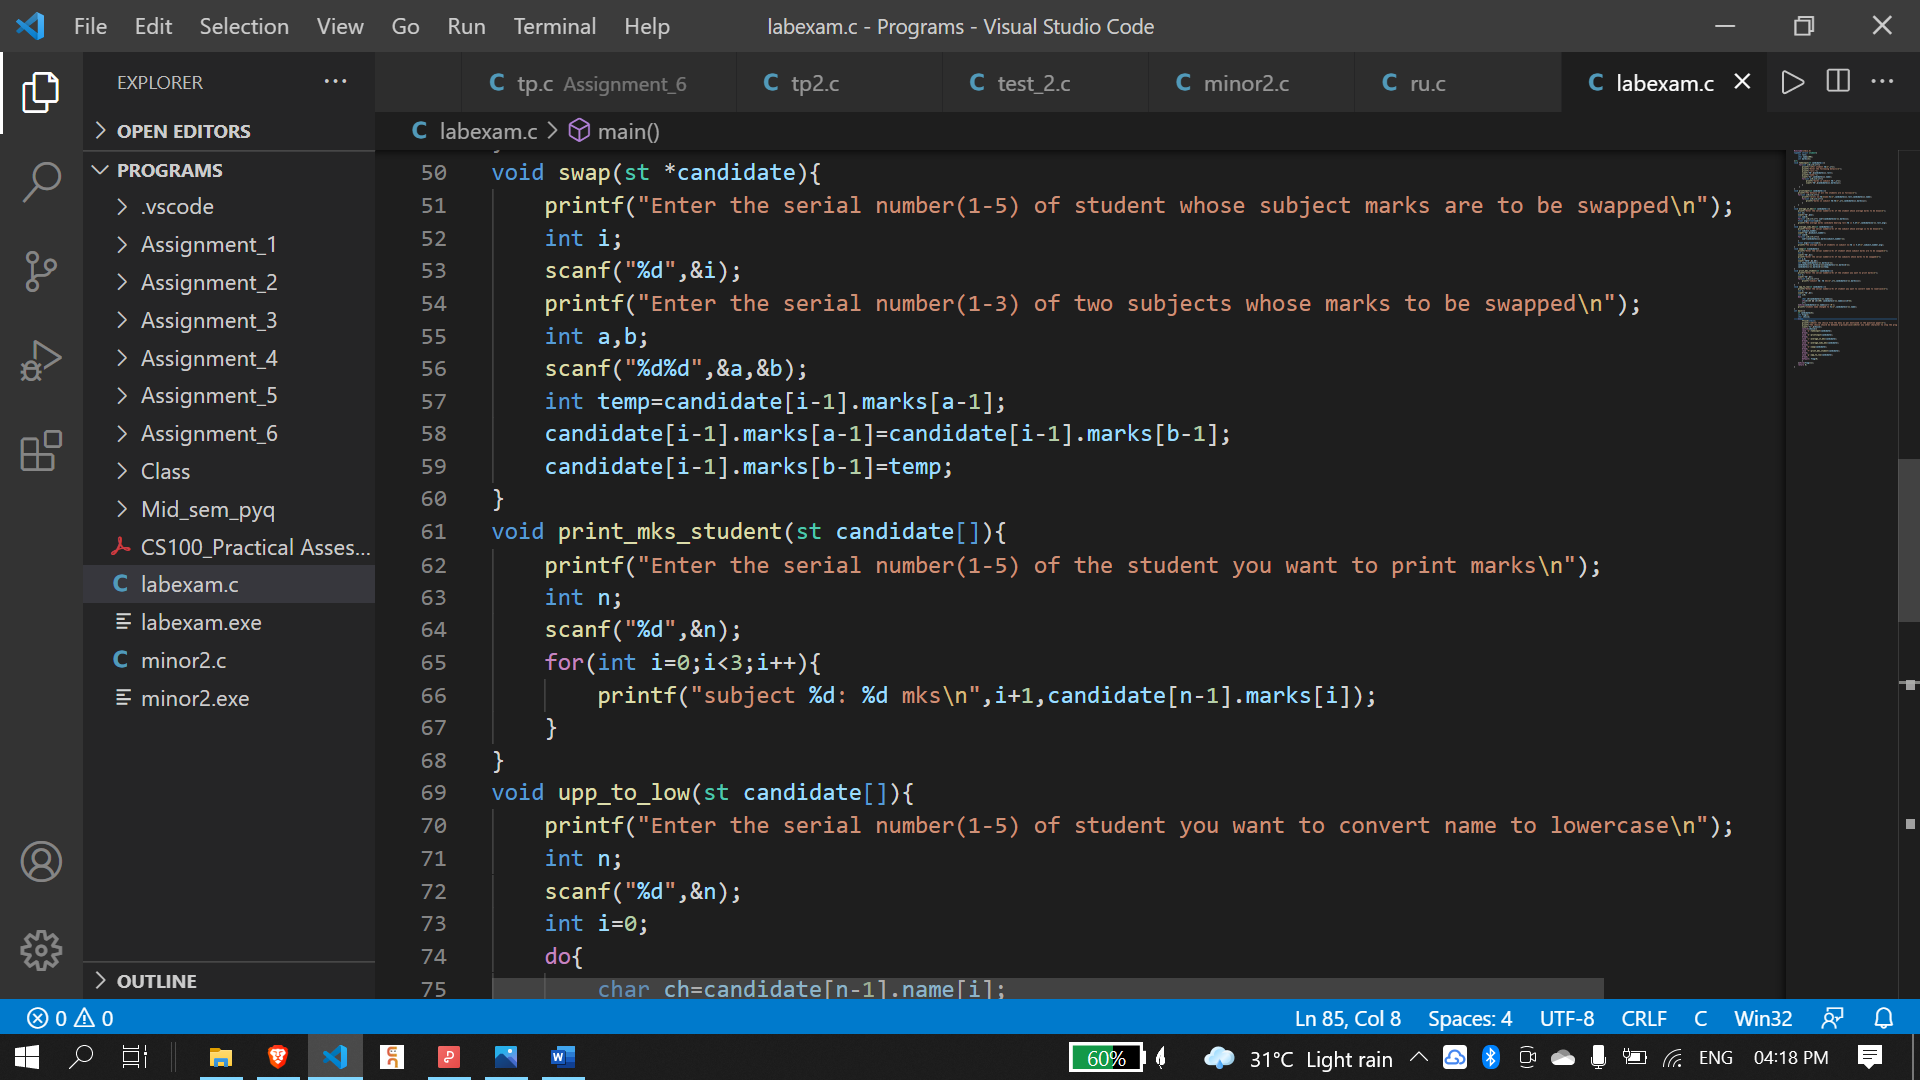 File Edit Selection View Go Run Terminal Help
labexam.c - Programs - Visual Studio Code
EXPLORER
OPEN EDITORS
PROGRAMS
.vscode
Assignment_1
Assignment_2
Assignment_3
Assignment_4
Assignment_5
Assignment_6
Class
Mid_sem_pyq
CS100_Practical Asses...
C labexam.c
labexam.exe
C minor2.c
minor2.exe
OUTLINE
C tp.c Assignment_6 C tp2.c C test_2.c C minor2.c C ru.c C labexam.c
C labexam.c > main()
50 void swap(st *candidate){
51 printf("Enter the serial number(1-5) of student whose subject marks are to be swapped\n");
52 int i;
53 scanf("%d",&i);
54 printf("Enter the serial number(1-3) of two subjects whose marks to be swapped\n");
55 int a,b;
56 scanf("%d%d",&a,&b);
57 int temp=candidate[i-1].marks[a-1];
58 candidate[i-1].marks[a-1]=candidate[i-1].marks[b-1];
59 candidate[i-1].marks[b-1]=temp;
60 }
61 void print_mks_student(st candidate[]){
62 printf("Enter the serial number(1-5) of the student you want to print marks\n");
63 int n;
64 scanf("%d",&n);
65 for(int i=0;i<3;i++){
66 printf("subject %d: %d mks\n",i+1,candidate[n-1].marks[i]);
67 }
68 }
69 void upp_to_low(st candidate[]){
70 printf("Enter the serial number(1-5) of student you want to convert name to lowercase\n");
71 int n;
72 scanf("%d",&n);
73 int i=0;
74 do{
75 char ch=candidate[n-1].name[i];
0 0
Ln 85, Col 8 Spaces: 4 UTF-8 CRLF C Win32
60% 31°C Light rain ENG 04:18 PM